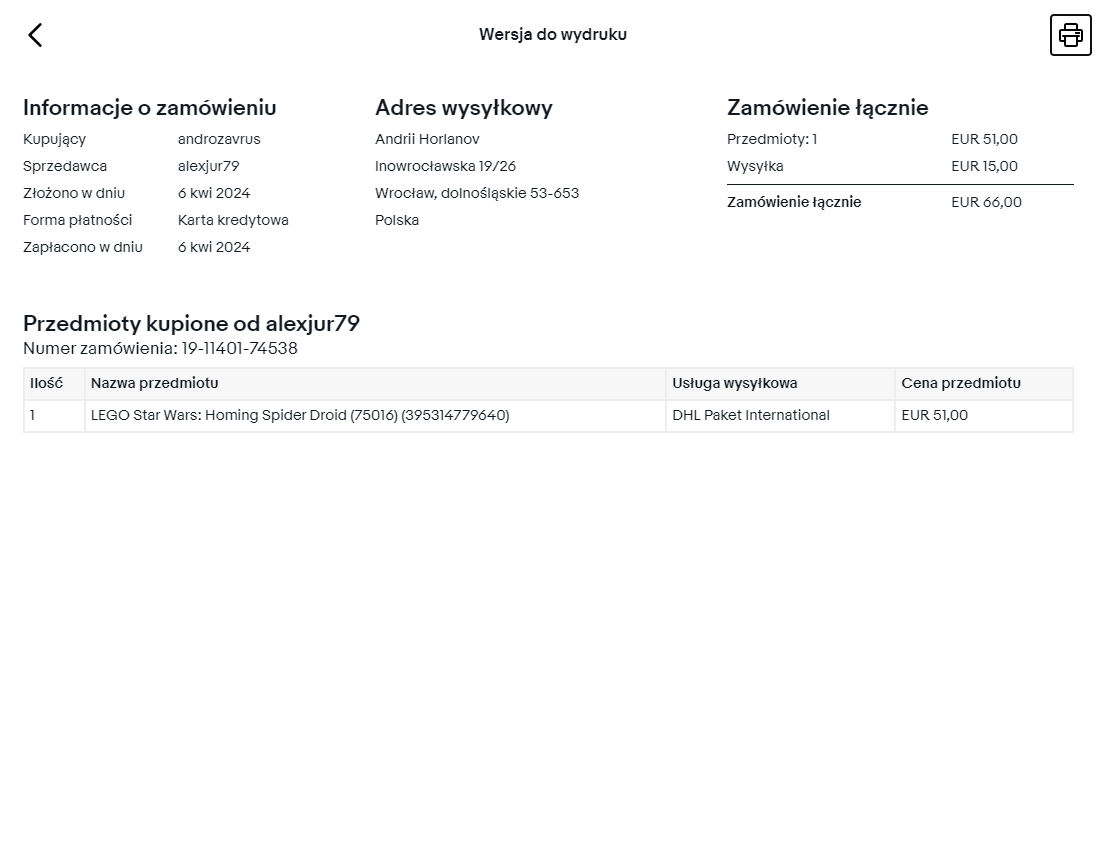 Wersja do wydruku
Informacje o zamówieniu
Kupujący androzavrus
Sprzedawca alexjur79
Złożono w dniu 6 kwi 2024
Forma płatności Karta kredytowa
Zapłacono w dniu 6 kwi 2024
Adres wysyłkowy
Andrii Horlanov
Inowrocławska 19/26
Wrocław, dolnośląskie 53-653
Polska
Zamówienie łącznie
Przedmioty: 1 EUR 51,00
Wysyłka EUR 15,00
Zamówienie łącznie EUR 66,00
Przedmioty kupione od alexjur79
Numer zamówienia: 19-11401-74538
Ilość Nazwa przedmiotu Usługa wysyłkowa Cena przedmiotu
1 LEGO Star Wars: Homing Spider Droid (75016) (395314779640) DHL Paket International EUR 51,00